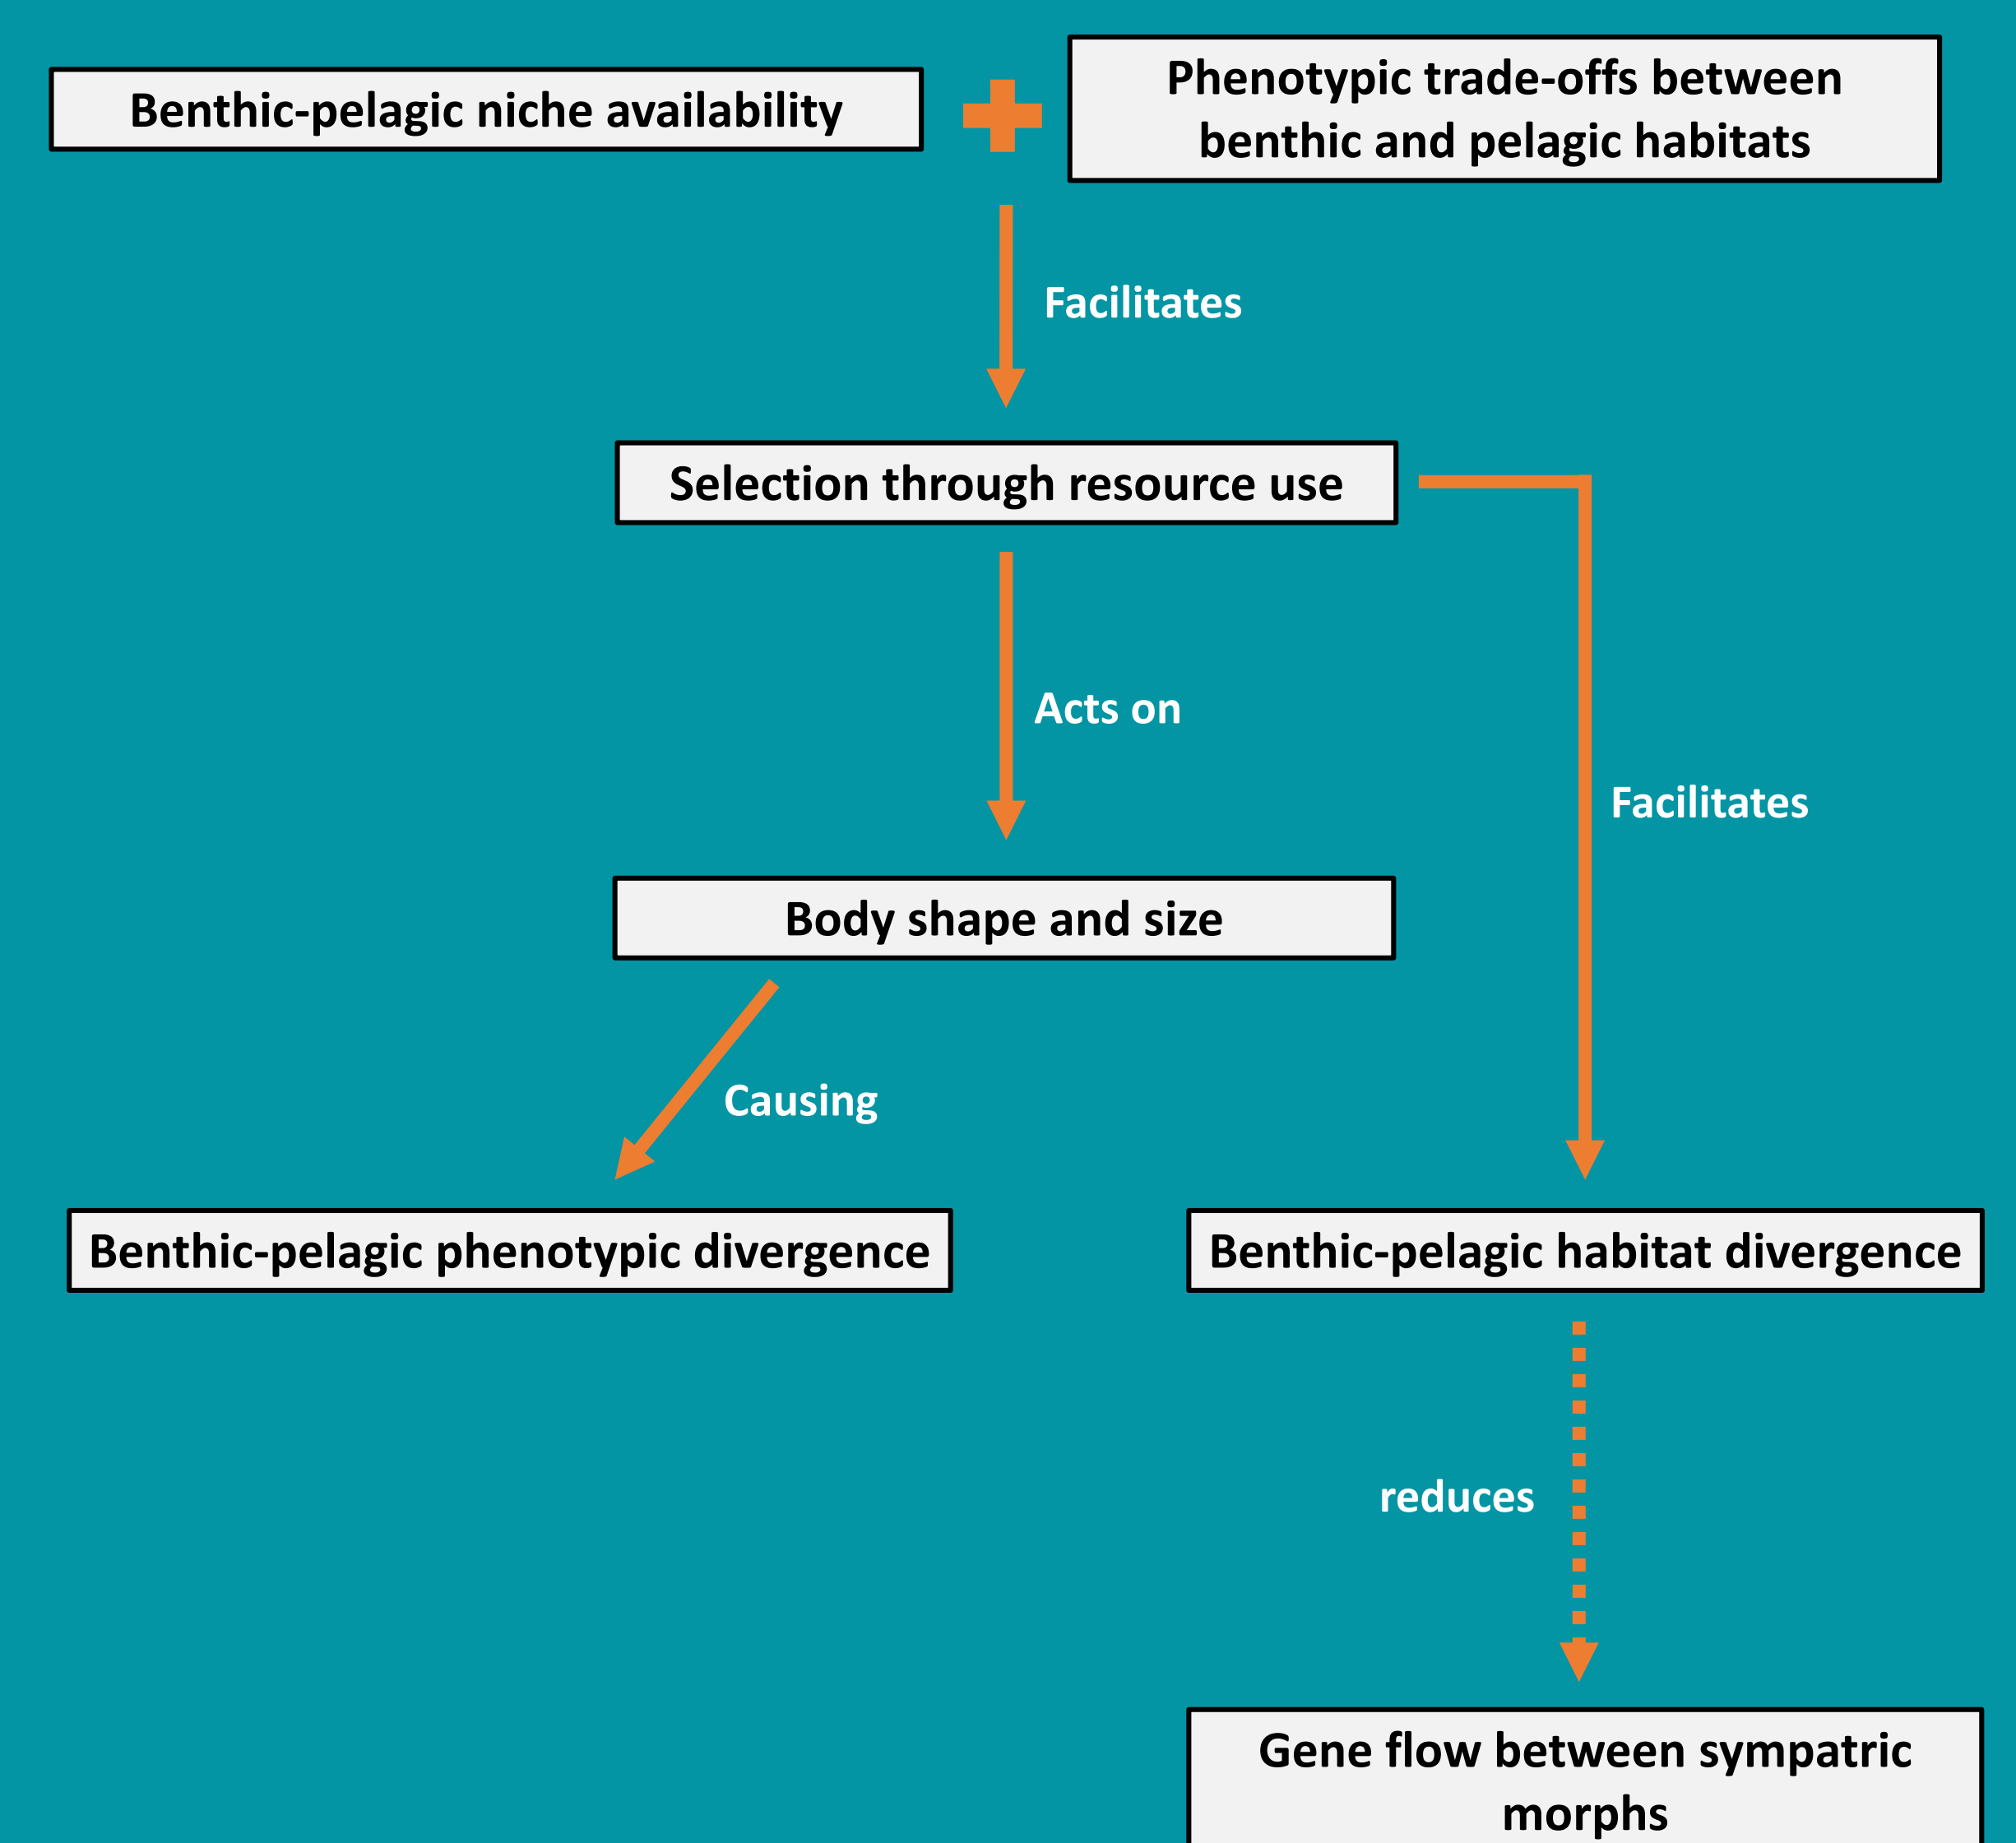 Benthic-pelagic niche availability
Phenotypic trade-offs between
benthic and pelagic habitats
Facilitates
Selection through resource use
Acts on
Facilitates
Body shape and size
Causing
Benthic-pelagic phenotypic divergence
Benthic-pelagic habitat divergence
reduces
Gene flow between sympatric
morphs